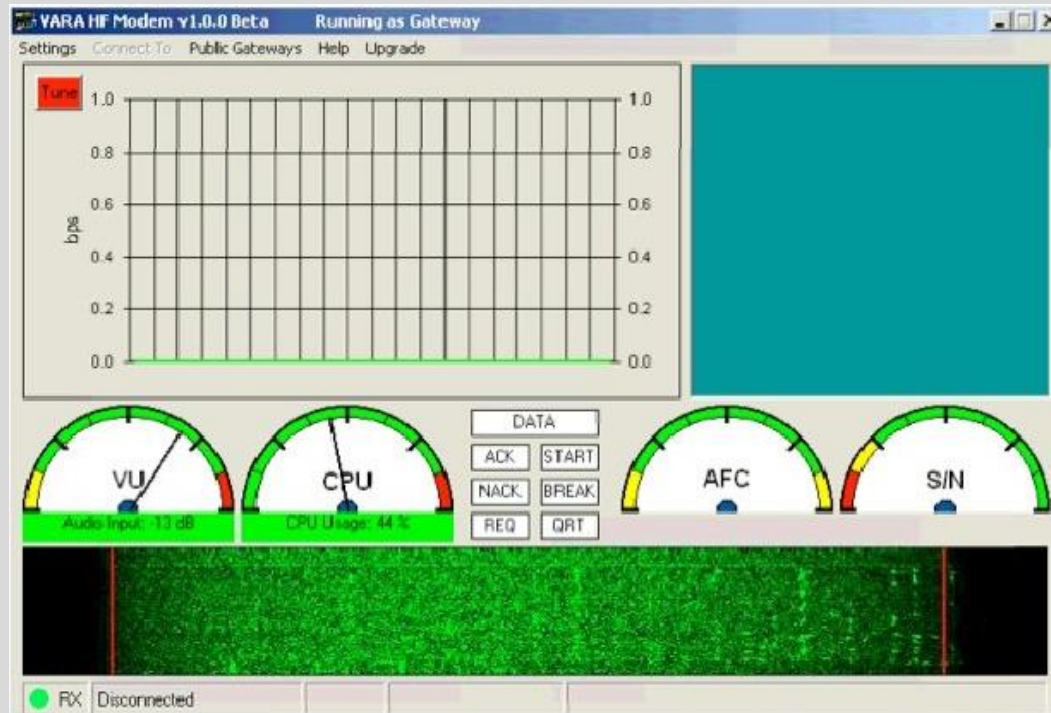 VARA HF Modem v1.0.0 Beta Running as Gateway
Settings Connect To Public Gateways Help Upgrade
Tune
1.0 1.0
0.8 0.8
0.6 0.6
bps
0.4 0.4
0.2 0.2
0.0 0.0
DATA
ACK START
VU CPU AFC S/N
NACK BREAK
Audio Input: -13 dB CPU Usage: 44 % REQ QRT
RX Disconnected